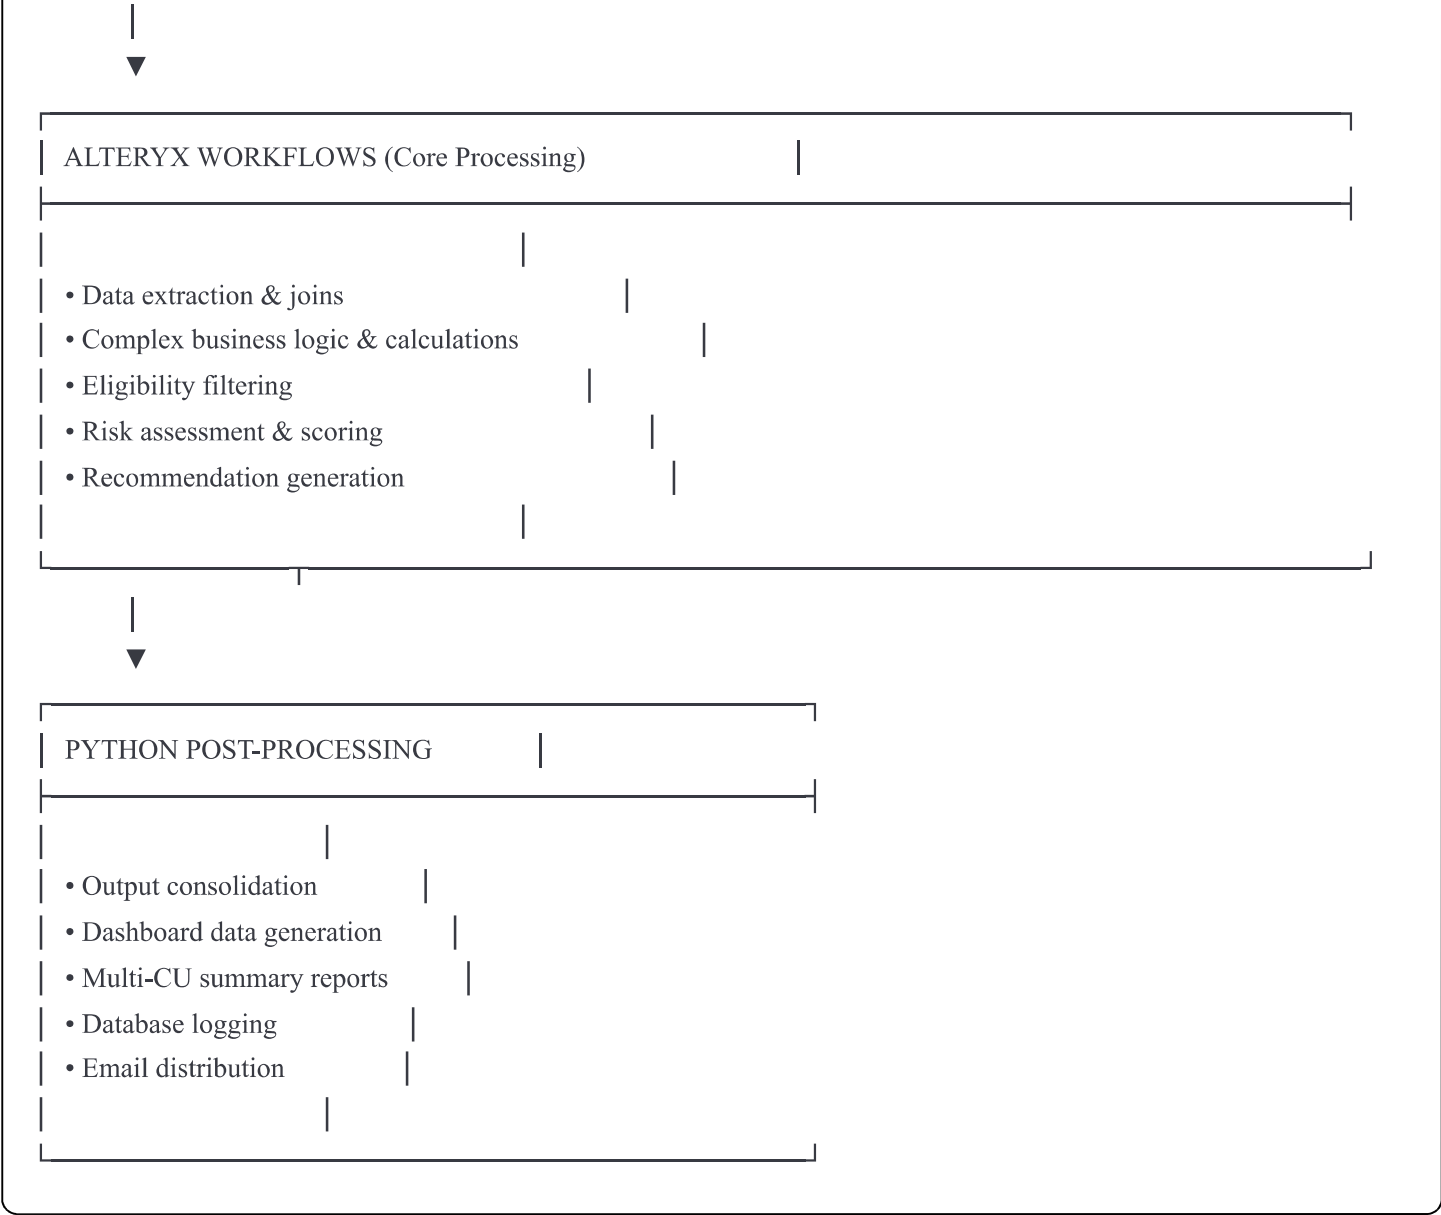 ▼
ALTERYX WORKFLOWS (Core Processing)
• Data extraction & joins
• Complex business logic & calculations
• Eligibility filtering
• Risk assessment & scoring
• Recommendation generation
▼
PYTHON POST-PROCESSING
• Output consolidation
• Dashboard data generation
• Multi-CU summary reports
• Database logging
• Email distribution